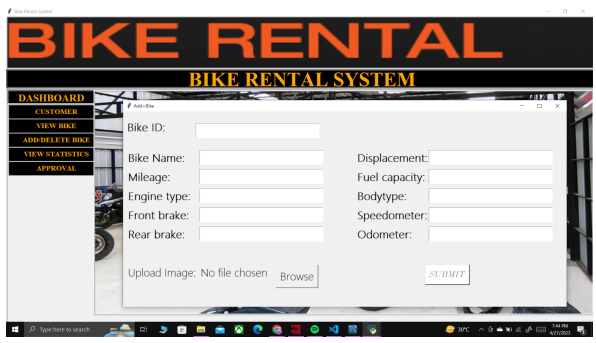 Bike Rental System
BIKE RENTAL
BIKE RENTAL SYSTEM
DASHBOARD
CUSTOMER
VIEW BIKE
ADD/DELETE BIKE
VIEW STATISTICS
APPROVAL
Add+Bike
Bike ID:
Bike Name:
Displacement:
Mileage:
Fuel capacity:
Engine type:
Bodytype:
Front brake:
Speedometer:
Rear brake:
Odometer:
Upload Image: No file chosen Browse
SUBMIT
Type here to search
30°C
7:44 PM
4/27/2023